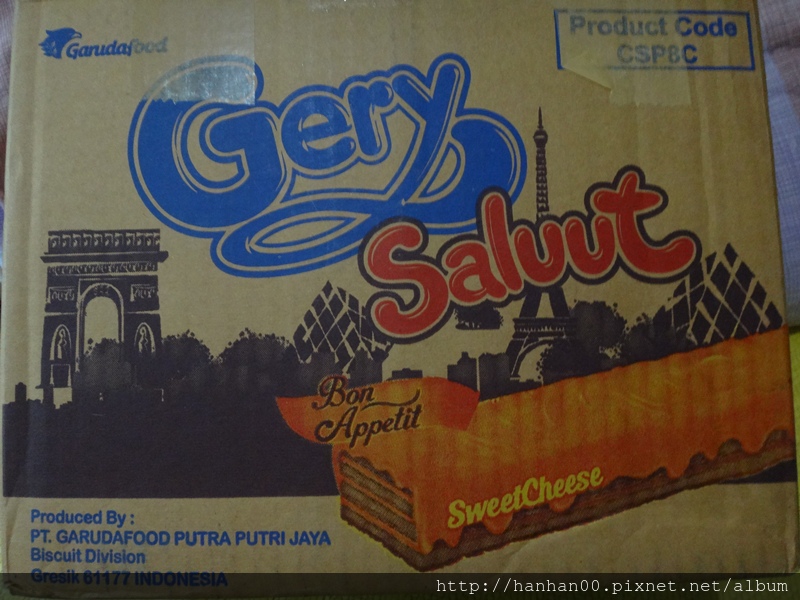 Garudafood
Product Code
CSP8C
Gery
Saluut
Bon
Appetit
SweetCheese
Produced By :
PT. GARUDAFOOD PUTRA PUTRI JAYA
Biscuit Division
Gresik 61177 INDONESIA
http://hanhan00.pixnet.net/album